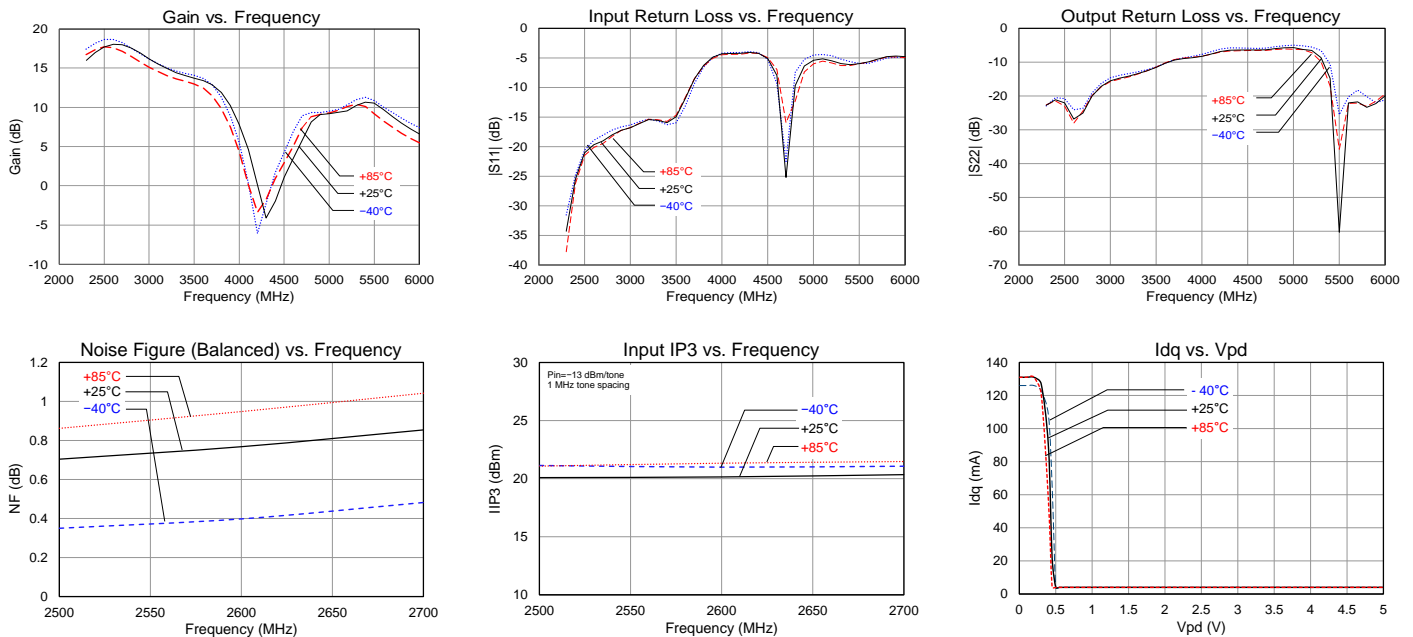 Gain vs. Frequency
20
15
10
5
0
-5
-10
Gain (dB)
+85°C
+25°C
−40°C
2000 2500 3000 3500 4000 4500 5000 5500 6000
Frequency (MHz)
Input Return Loss vs. Frequency
0
-5
-10
-15
-20
-25
-30
-35
-40
|S11| (dB)
+85°C
+25°C
−40°C
2000 2500 3000 3500 4000 4500 5000 5500 6000
Frequency (MHz)
Output Return Loss vs. Frequency
0
-10
-20
-30
-40
-50
-60
-70
|S22| (dB)
+85°C
+25°C
−40°C
2000 2500 3000 3500 4000 4500 5000 5500 6000
Frequency (MHz)
Noise Figure (Balanced) vs. Frequency
1.2
1
0.8
0.6
0.4
0.2
0
NF (dB)
+85°C
+25°C
−40°C
2500 2550 2600 2650 2700
Frequency (MHz)
Input IP3 vs. Frequency
30
25
20
15
10
IIP3 (dBm)
Pin=−13 dBm/tone
1 MHz tone spacing
−40°C
+25°C
+85°C
2500 2550 2600 2650 2700
Frequency (MHz)
Idq vs. Vpd
140
120
100
80
60
40
20
0
Idq (mA)
- 40°C
+25°C
+85°C
0 0.5 1 1.5 2 2.5 3 3.5 4 4.5 5
Vpd (V)